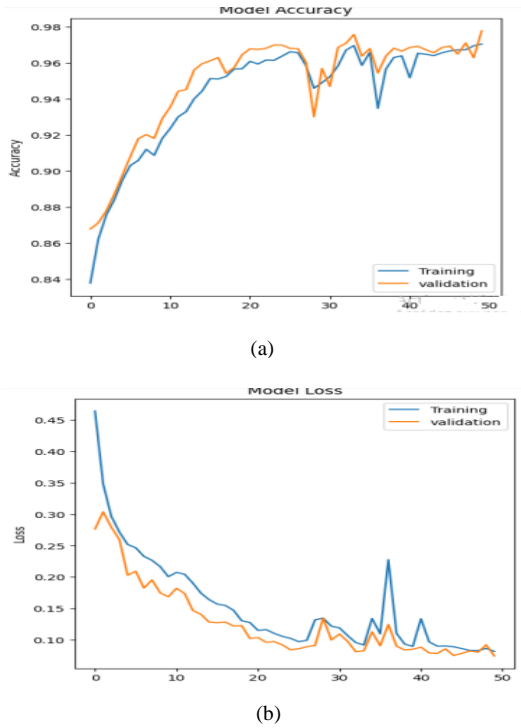 Model Accuracy
0.98
0.96
0.94
0.92
0.90
0.88
0.86
0.84
Accuracy
Training
validation
0 10 20 30 40 50
(a)
Model Loss
0.45
0.40
0.35
0.30
0.25
0.20
0.15
0.10
Loss
Training
validation
0 10 20 30 40 50
(b)